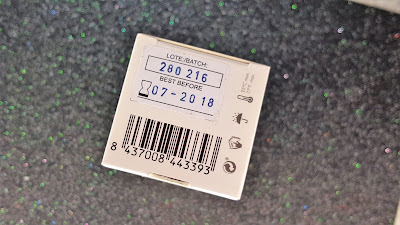 LOTE/BATCH:
280 216
BEST BEFORE
07-2018
8 437008 443393